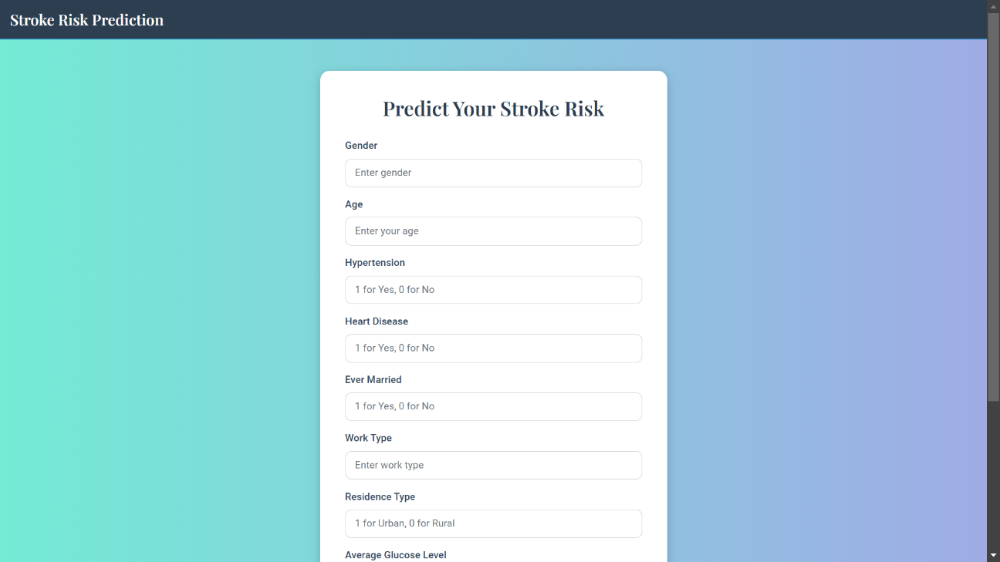 Stroke Risk Prediction
Predict Your Stroke Risk
Gender
Enter gender
Age
Enter your age
Hypertension
1 for Yes, 0 for No
Heart Disease
1 for Yes, 0 for No
Ever Married
1 for Yes, 0 for No
Work Type
Enter work type
Residence Type
1 for Urban, 0 for Rural
Average Glucose Level